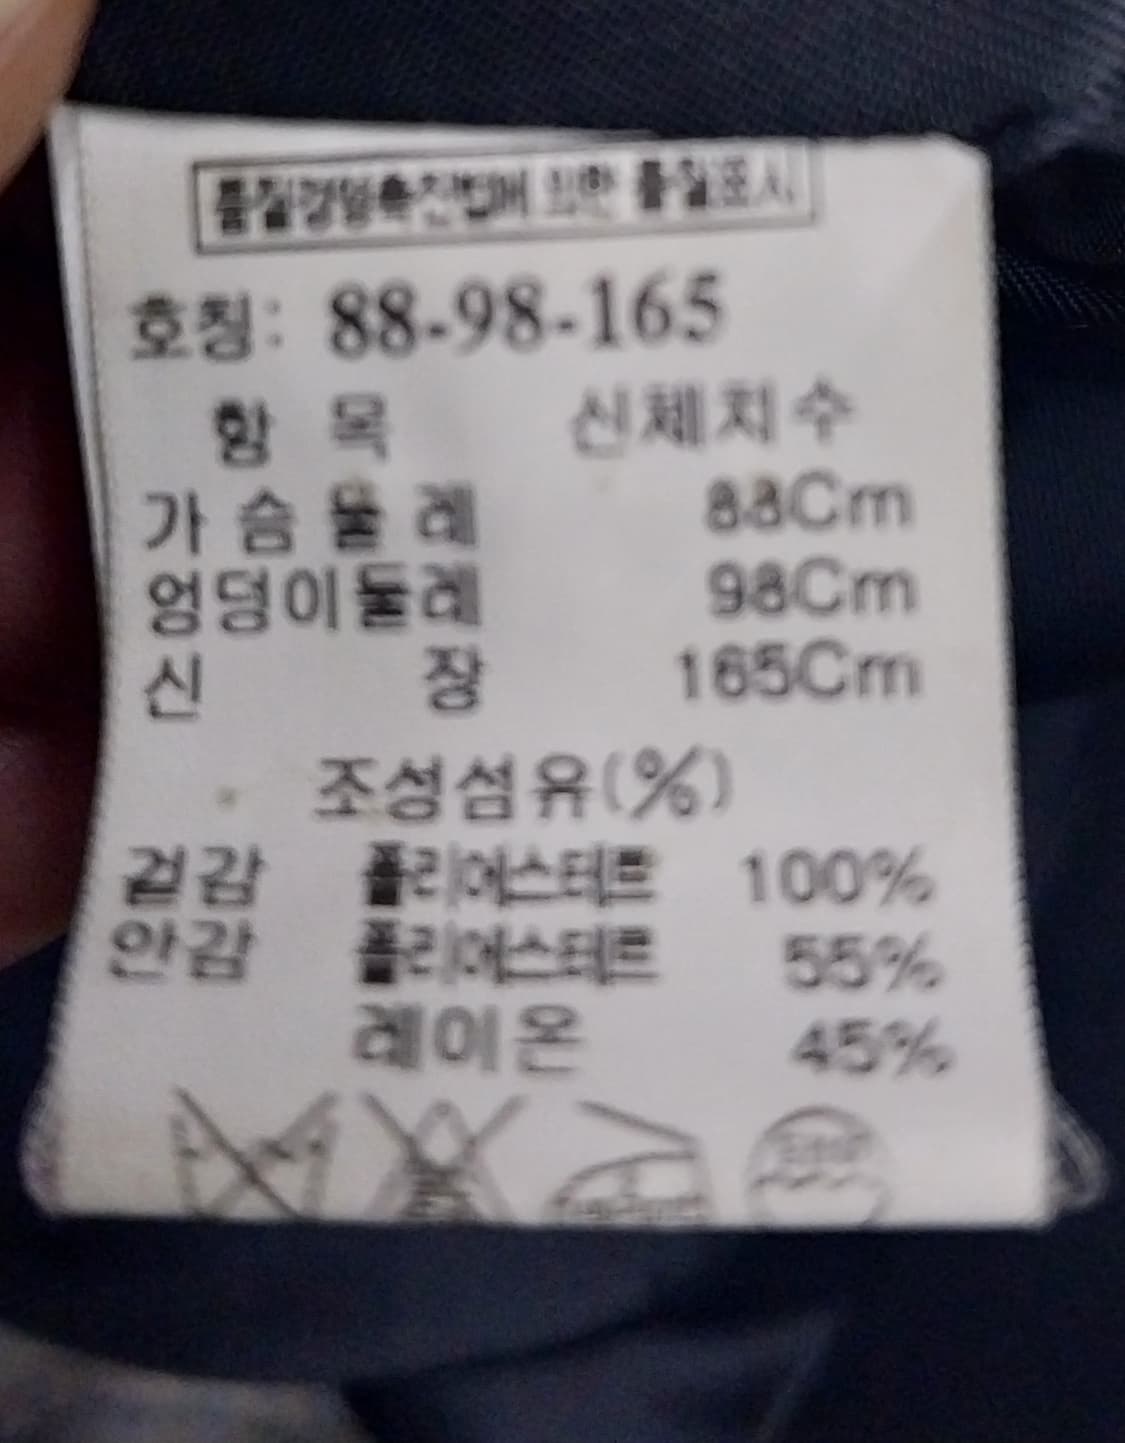 품질경영촉진법에 의한 품질표시
호칭: 88-98-165
항 목 신체치수
가 슴 둘 레 88Cm
엉덩이둘레 98Cm
신 장 165Cm
조성섬유(%)
겉감 폴리에스테르 100%
안감 폴리에스테르 55%
레이온 45%